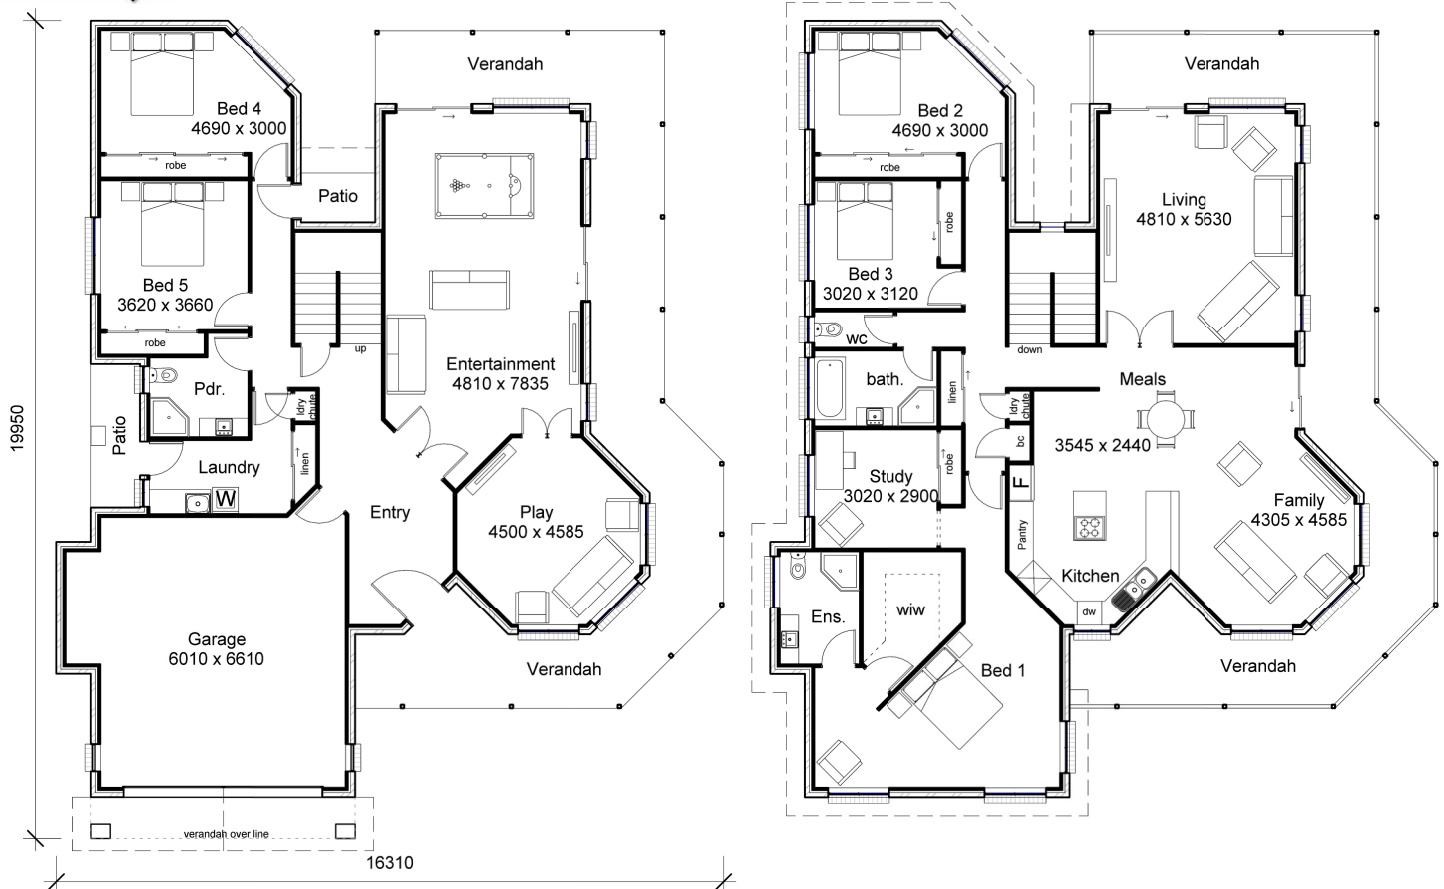 Verandah
Bed 4
4690 x 3000
robe
Patio
Bed 5
3620 x 3660
robe
up
Entertainment
4810 x 7835
Pdr.
ldry
chute
Patio
Laundry
linen
W
Entry
Play
4500 x 4585
Garage
6010 x 6610
Verandah
verandah over line
19950
16310
Verandah
Bed 2
4690 x 3000
robe
Living
4810 x 5630
Bed 3
3020 x 3120
robe
wc
down
Meals
3545 x 2440
bath.
linen
ldry
chute
bc
Study
3020 x 2900
robe
F
Family
4305 x 4585
Pantry
Kitchen
dw
Ens.
wiw
Bed 1
Verandah